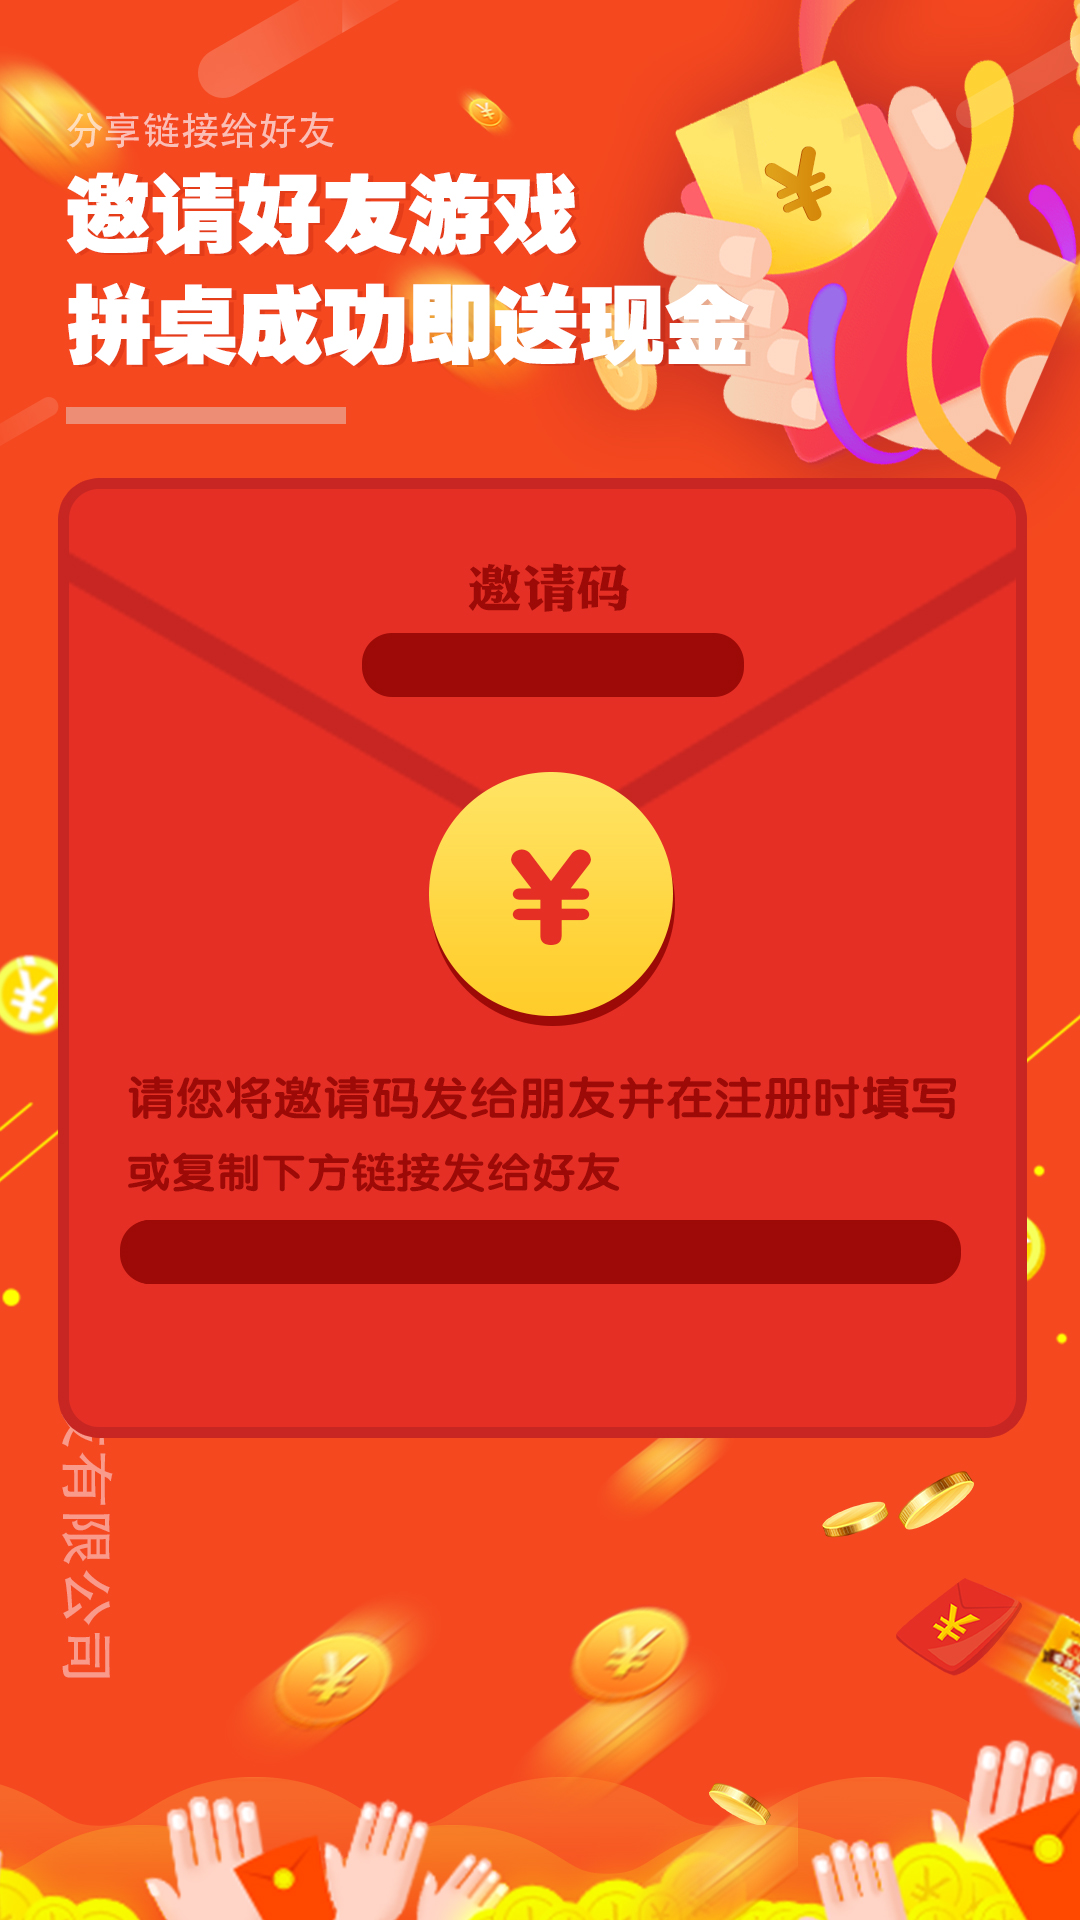 分享链接给好友
邀请好友游戏
拼桌成功即送现金
邀请码
请您将邀请码发给朋友并在注册时填写
或复制下方链接发给好友
有限公司